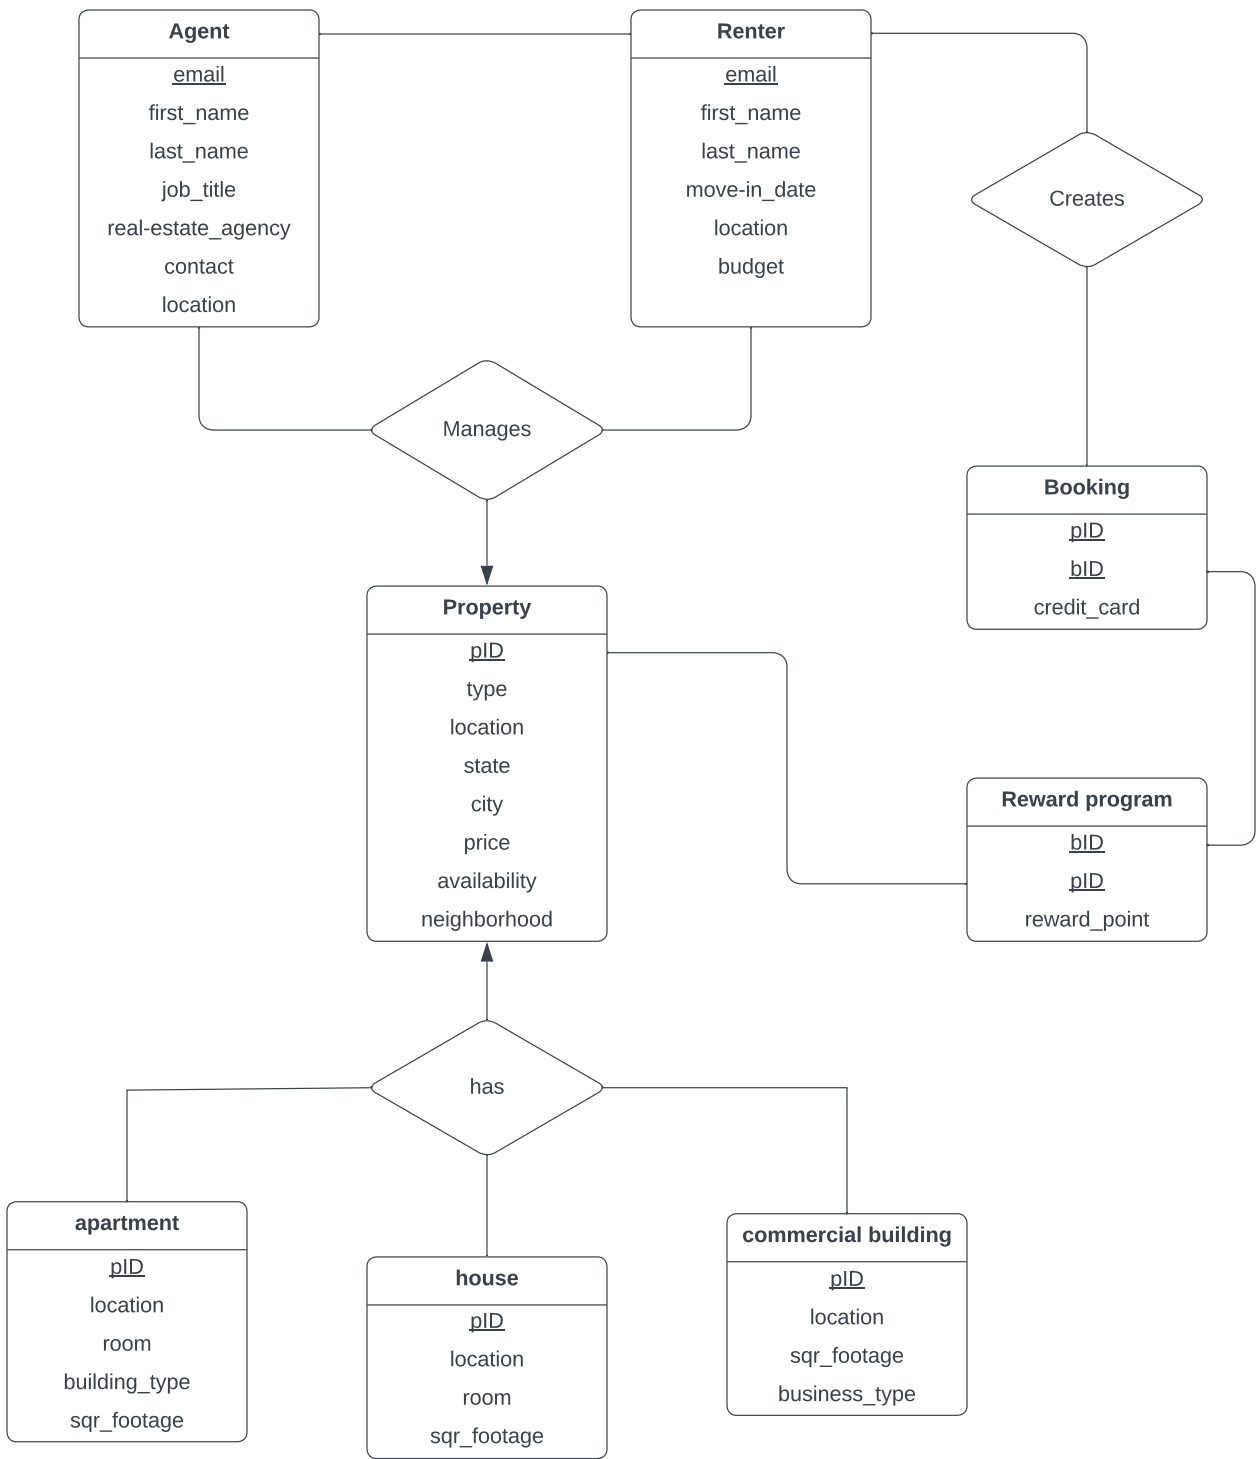 Agent
email
first_name
last_name
job_title
real-estate_agency
contact
location
Renter
email
first_name
last_name
move-in_date
location
budget
Creates
Manages
Booking
pID
bID
credit_card
Property
pID
type
location
state
city
price
availability
neighborhood
Reward program
bID
pID
reward_point
has
apartment
pID
location
room
building_type
sqr_footage
house
pID
location
room
sqr_footage
commercial building
pID
location
sqr_footage
business_type